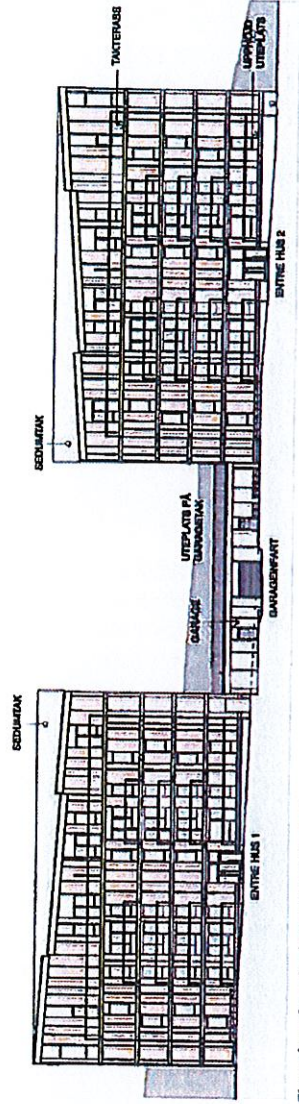 SEDUMTAK
ENTRE HUS 1
UTEPLATS PÅ
GARAGETAK
GARAGE
GARAGEINFART
SEDUMTAK
TAKTERASS
UPPHÖJD
UTEPLATS
ENTRE HUS 2